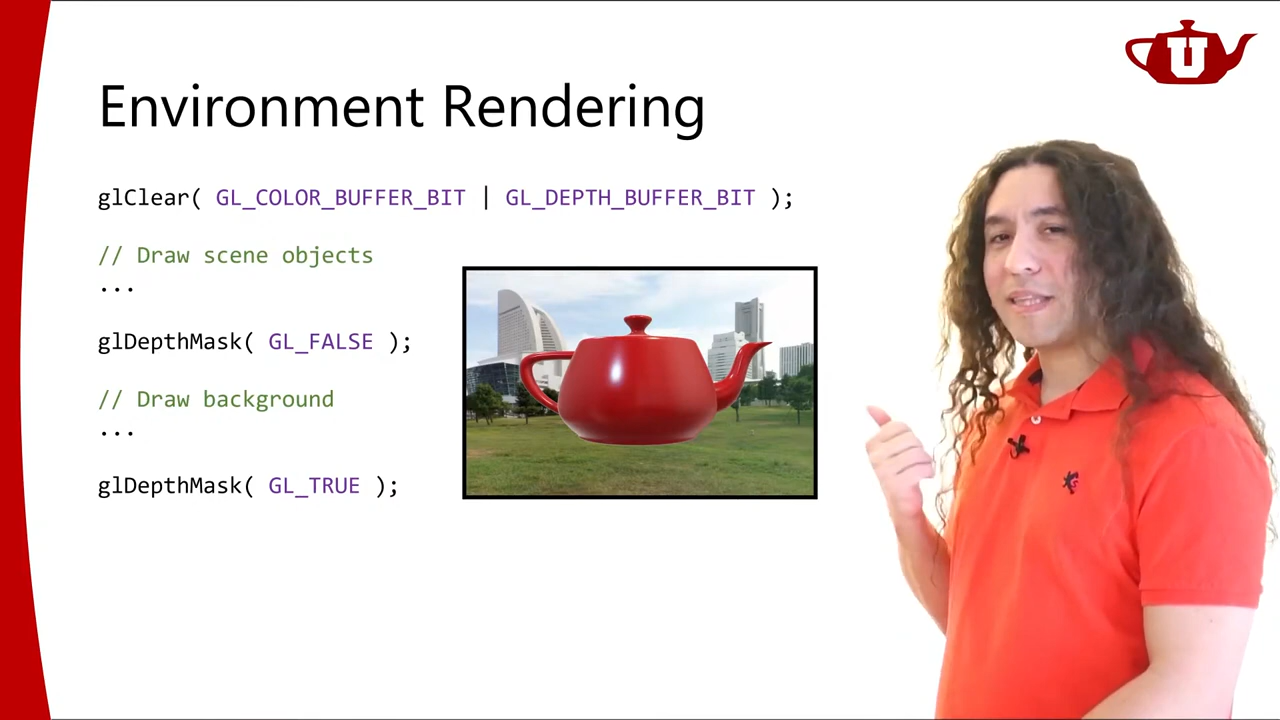 U
Environment Rendering
glClear( GL_COLOR_BUFFER_BIT | GL_DEPTH_BUFFER_BIT );
// Draw scene objects
...
glDepthMask( GL_FALSE );
// Draw background
...
glDepthMask( GL_TRUE );